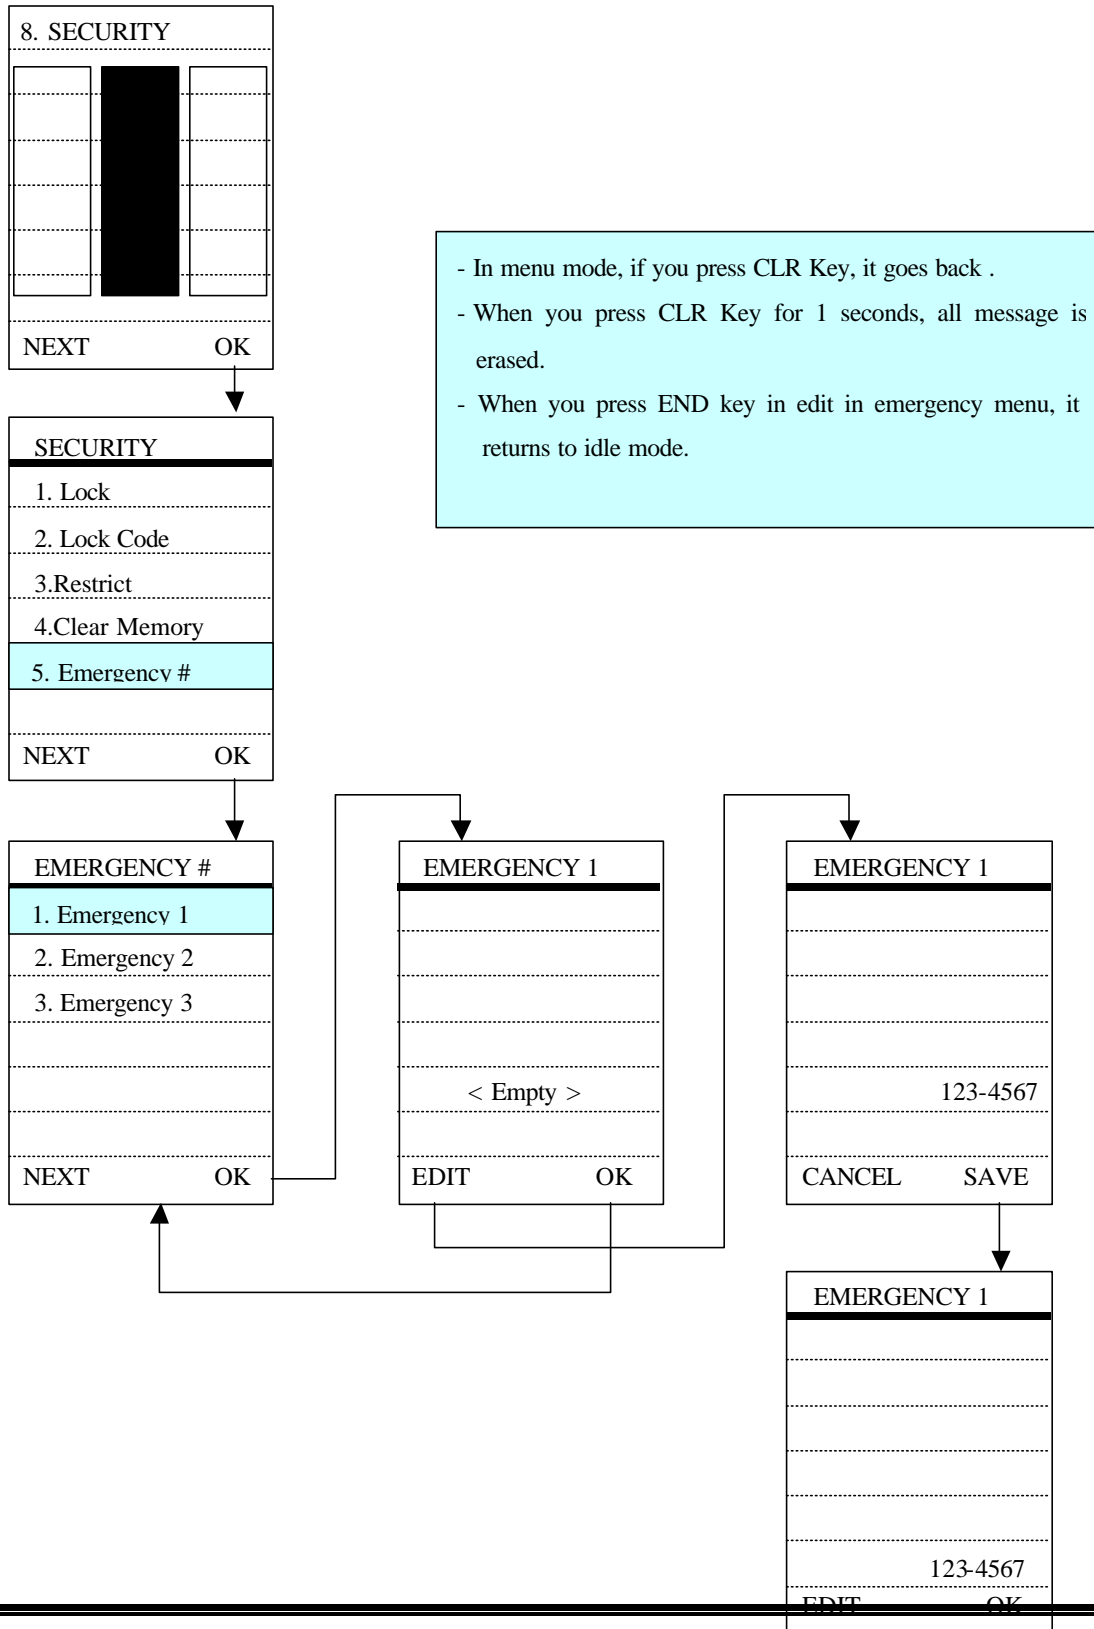 8. SECURITY
NEXT OK
- In menu mode, if you press CLR Key, it goes back .
- When you press CLR Key for 1 seconds, all message is
erased.
- When you press END key in edit in emergency menu, it
returns to idle mode.
SECURITY
1. Lock
2. Lock Code
3.Restrict
4.Clear Memory
5. Emergency #
NEXT OK
EMERGENCY #
1. Emergency 1
2. Emergency 2
3. Emergency 3
NEXT OK
EMERGENCY 1
< Empty >
EDIT OK
EMERGENCY 1
123-4567
CANCEL SAVE
EMERGENCY 1
123-4567
EDIT OK